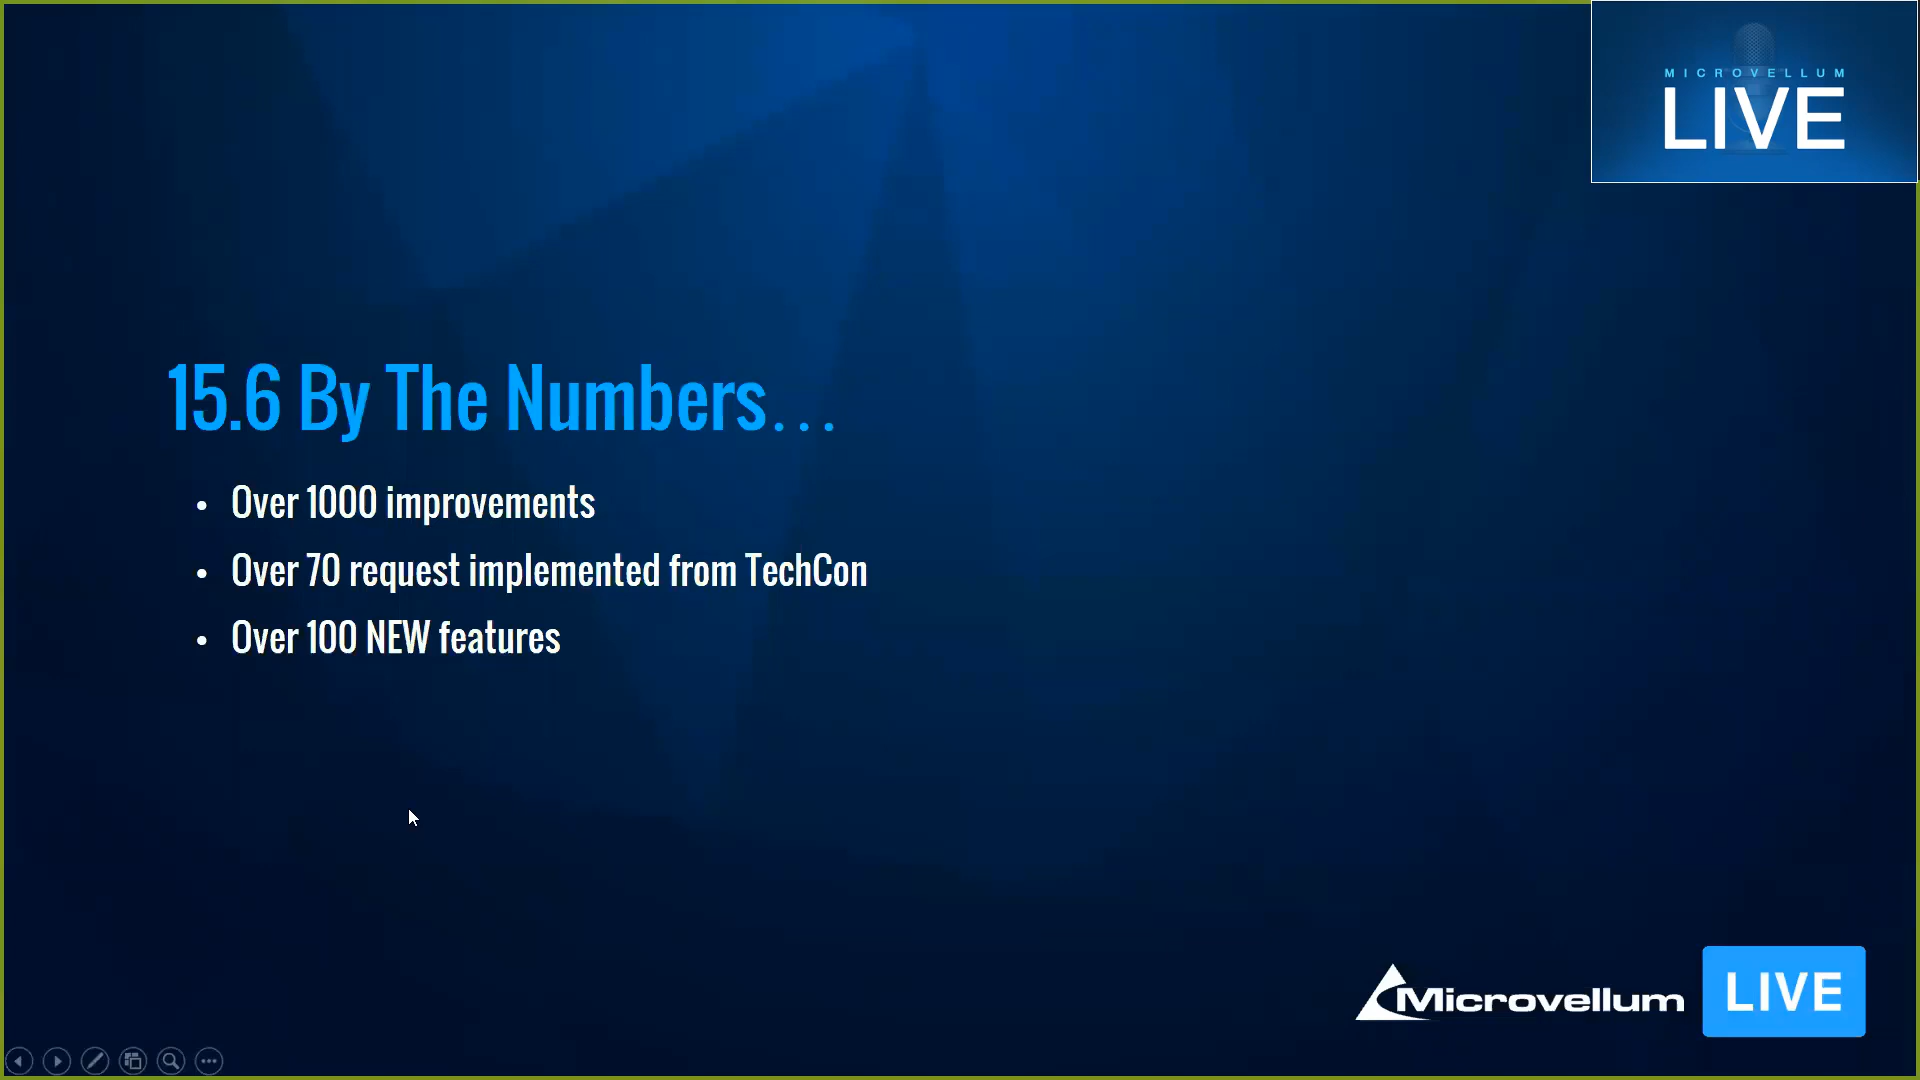 MICROVELLUM
LIVE
15.6 By The Numbers...
• Over 1000 improvements
• Over 70 request implemented from TechCon
• Over 100 NEW features
Microvellum LIVE